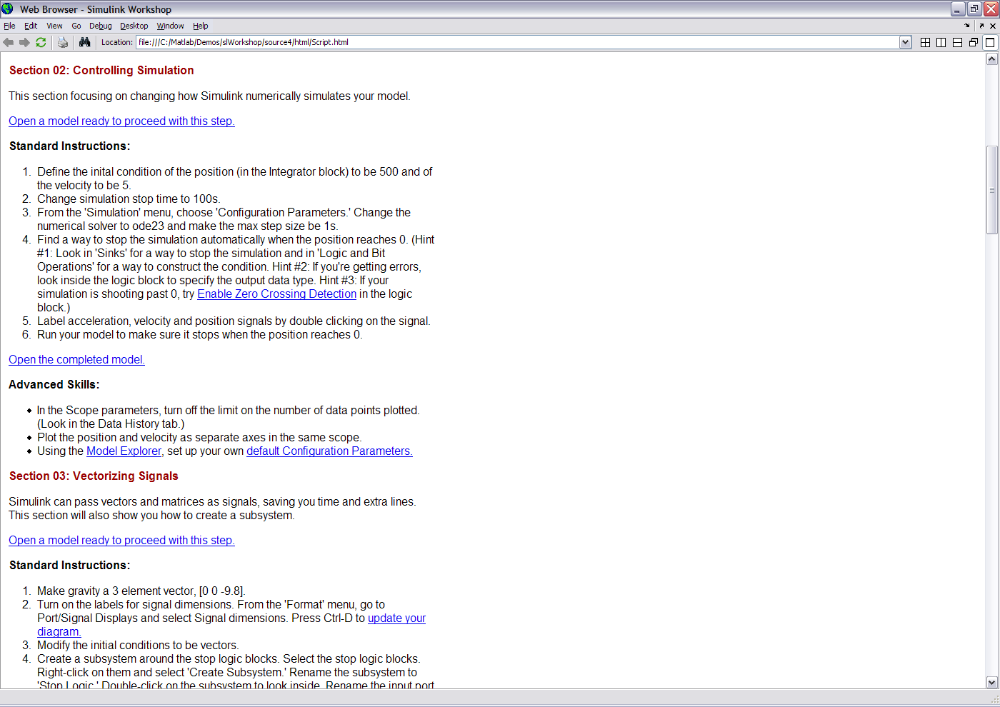 Web Browser - Simulink Workshop
File Edit View Go Debug Desktop Window Help
Location: file:///C:/Matlab/Demos/slWorkshop/source4/html/Script.html
Section 02: Controlling Simulation
This section focusing on changing how Simulink numerically simulates your model.
Open a model ready to proceed with this step.
Standard Instructions:
1. Define the inital condition of the position (in the Integrator block) to be 500 and of
the velocity to be 5.
2. Change simulation stop time to 100s.
3. From the 'Simulation' menu, choose 'Configuration Parameters.' Change the
numerical solver to ode23 and make the max step size be 1s.
4. Find a way to stop the simulation automatically when the position reaches 0. (Hint
#1: Look in 'Sinks' for a way to stop the simulation and in 'Logic and Bit
Operations' for a way to construct the condition. Hint #2: If you're getting errors,
look inside the logic block to specify the output data type. Hint #3: If your
simulation is shooting past 0, try Enable Zero Crossing Detection in the logic
block.)
5. Label acceleration, velocity and position signals by double clicking on the signal.
6. Run your model to make sure it stops when the position reaches 0.
Open the completed model.
Advanced Skills:
• In the Scope parameters, turn off the limit on the number of data points plotted.
(Look in the Data History tab.)
• Plot the position and velocity as separate axes in the same scope.
• Using the Model Explorer, set up your own default Configuration Parameters.
Section 03: Vectorizing Signals
Simulink can pass vectors and matrices as signals, saving you time and extra lines.
This section will also show you how to create a subsystem.
Open a model ready to proceed with this step.
Standard Instructions:
1. Make gravity a 3 element vector, [0 0 -9.8].
2. Turn on the labels for signal dimensions. From the 'Format' menu, go to
Port/Signal Displays and select Signal dimensions. Press Ctrl-D to update your
diagram.
3. Modify the initial conditions to be vectors.
4. Create a subsystem around the stop logic blocks. Select the stop logic blocks.
Right-click on them and select 'Create Subsystem.' Rename the subsystem to
'Stop Logic.' Double-click on the subsystem to look inside. Rename the input port